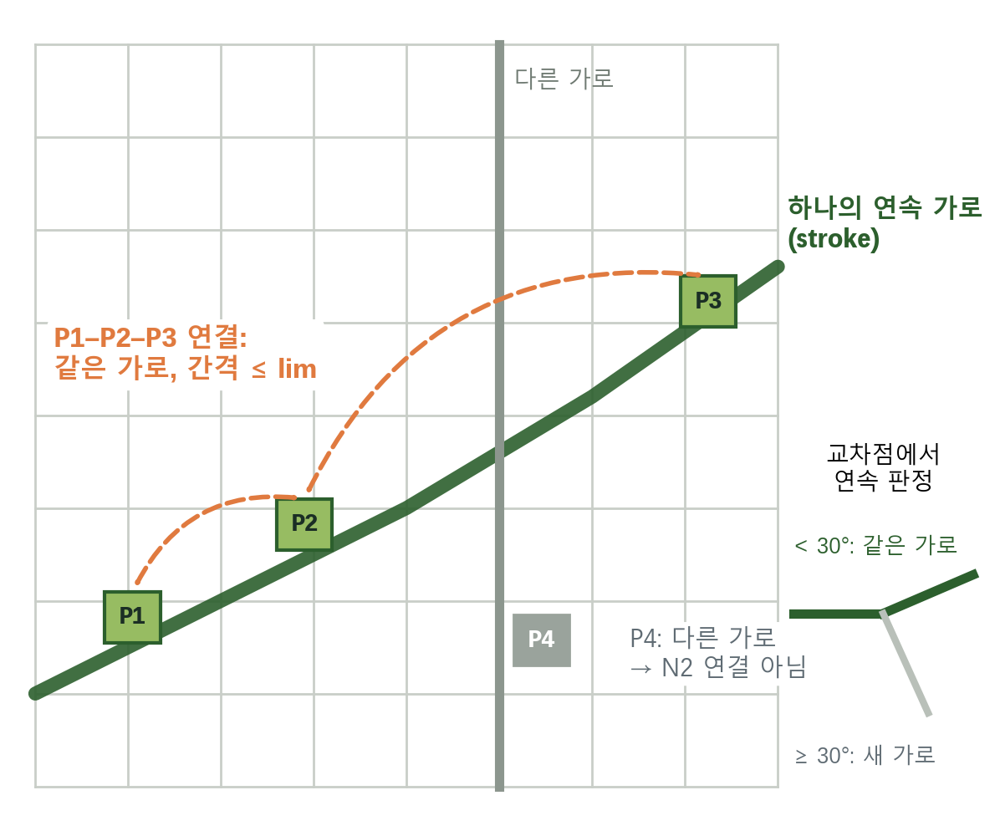 다른 가로
하나의 연속 가로
(stroke)
P3
P1–P2–P3 연결:
같은 가로, 간격 ≤ lim
교차점에서
연속 판정
P2
< 30°: 같은 가로
P1
P4
P4: 다른 가로
→ N2 연결 아님
≥ 30°: 새 가로